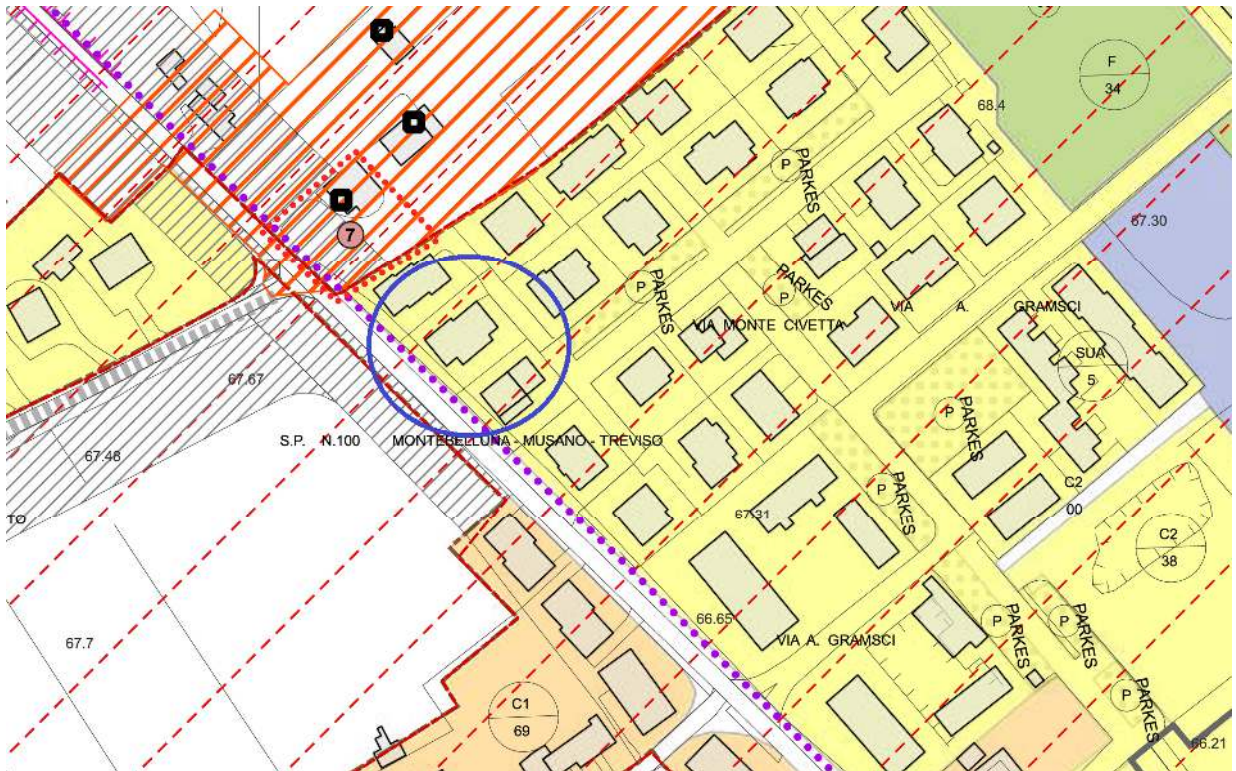 F
34
68.4
P
PARKES
67.30
7
P
PARKES
P
PARKES
VIA MONTE CIVETTA
VIA A. GRAMSCI
SUA
5
67.67
S.P. N.100 MONTEBELLUNA - MUSANO - TREVISO
P
PARKES
67.48
P
PARKES
C2
00
TO
67.31
C2
38
66.65
P
PARKES
P
PARKES
67.7
VIA A. GRAMSCI
C1
69
P
PARKES
66.21